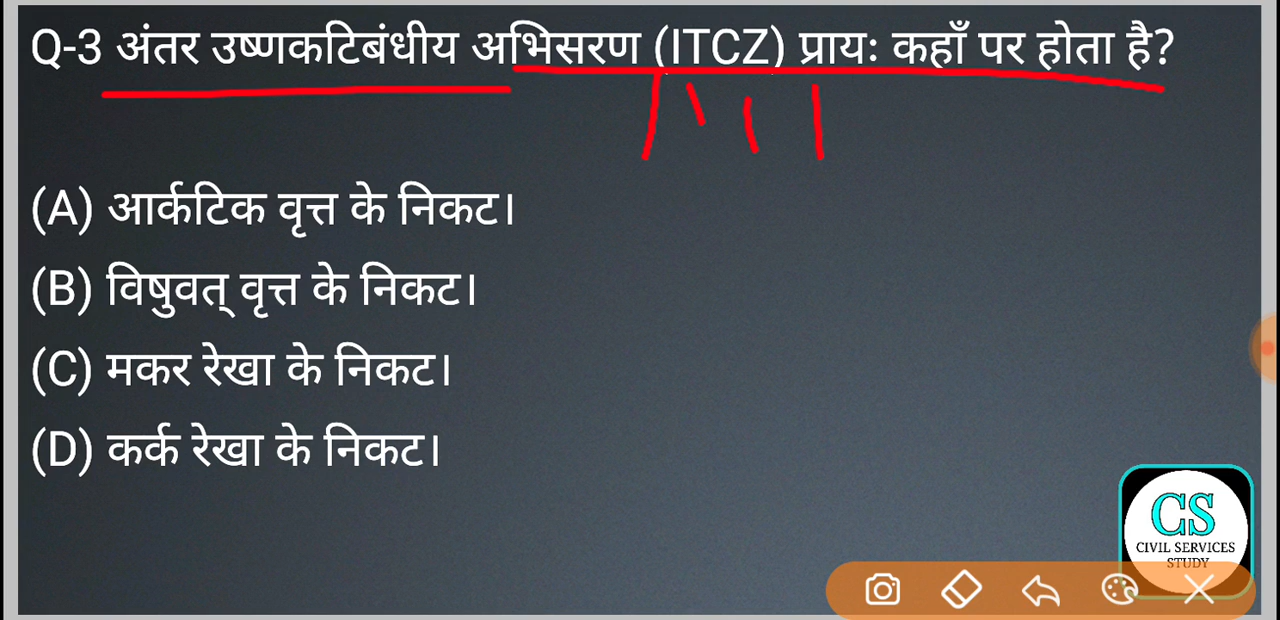 Q-3 अंतर उष्णकटिबंधीय अभिसरण (ITCZ) प्रायः कहाँ पर होता है?
(A) आर्कटिक वृत्त के निकट।
(B) विषुवत् वृत्त के निकट।
(C) मकर रेखा के निकट।
(D) कर्क रेखा के निकट।
CS
CIVIL SERVICES
STUDY